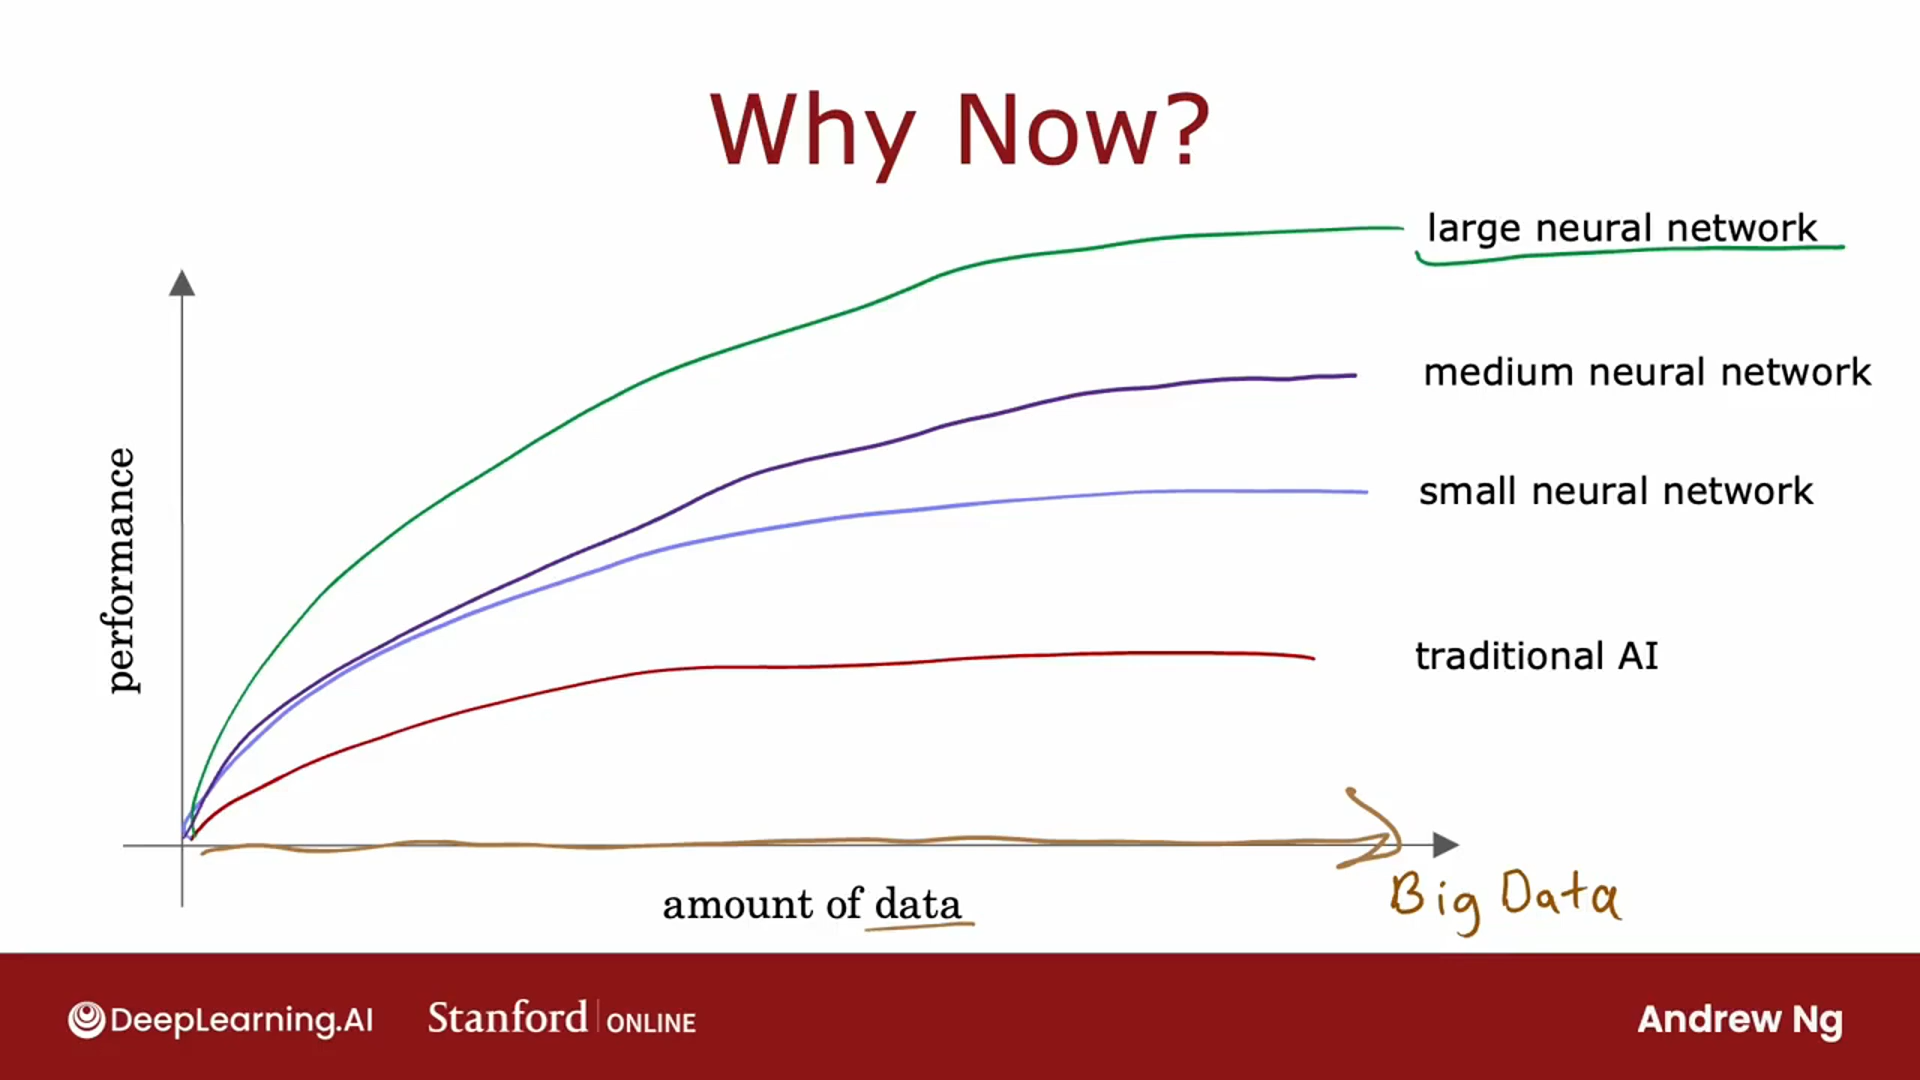 Why Now?
large neural network
medium neural network
small neural network
traditional AI
performance
amount of data
Big Data
DeepLearning.AI
Stanford ONLINE
Andrew Ng